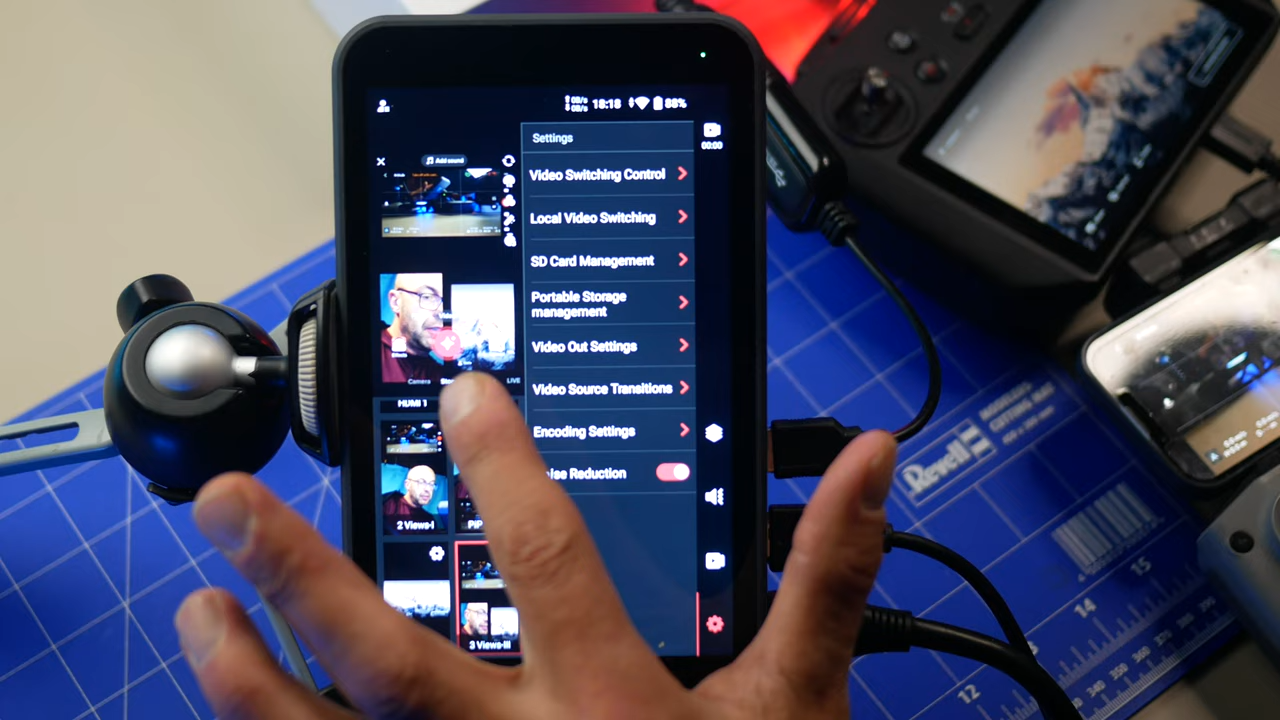 18:18
88%
00:00
Settings
Add sound
Video Switching Control
Local Video Switching
SD Card Management
Portable Storage
management
Video Out Settings
Video Source Transitions
Encoding Settings
Effects
Camera
LIVE
HDMI 1
2 Views-I
PIP
3 Views-III
Reduction
Revell
15
14
12